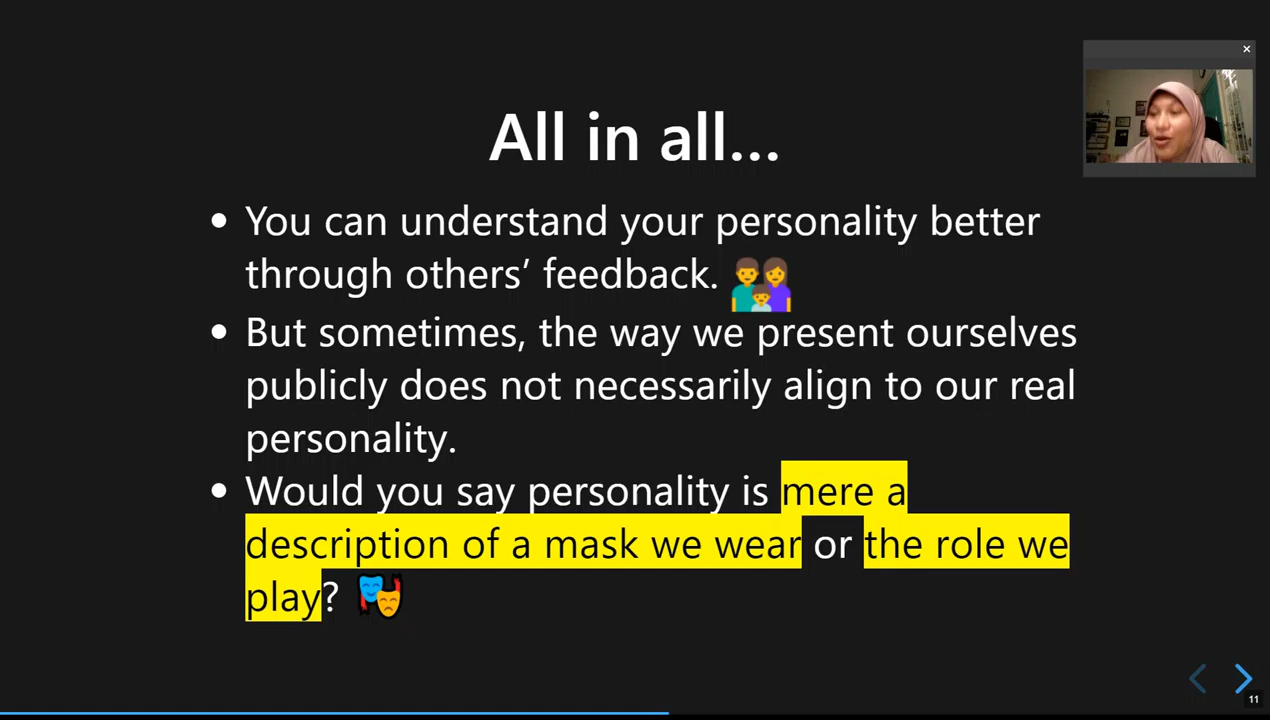 All in all...
You can understand your personality better
through others’ feedback.
But sometimes, the way we present ourselves
publicly does not necessarily align to our real
personality.
Would you say personality is mere a
description of a mask we wear or the role we
play?
11